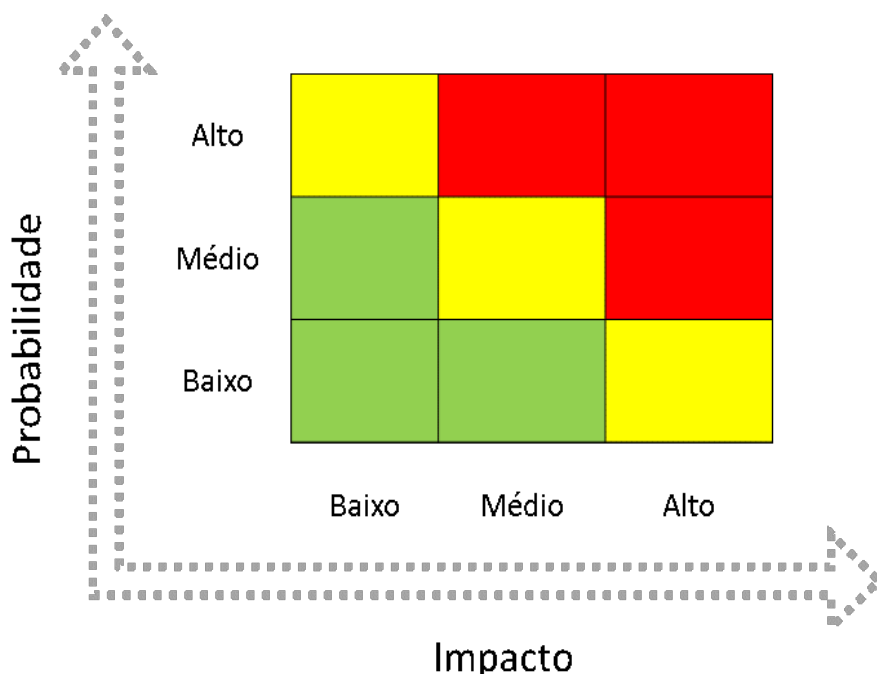 Probabilidade
Alto
Médio
Baixo
Baixo Médio Alto
Impacto